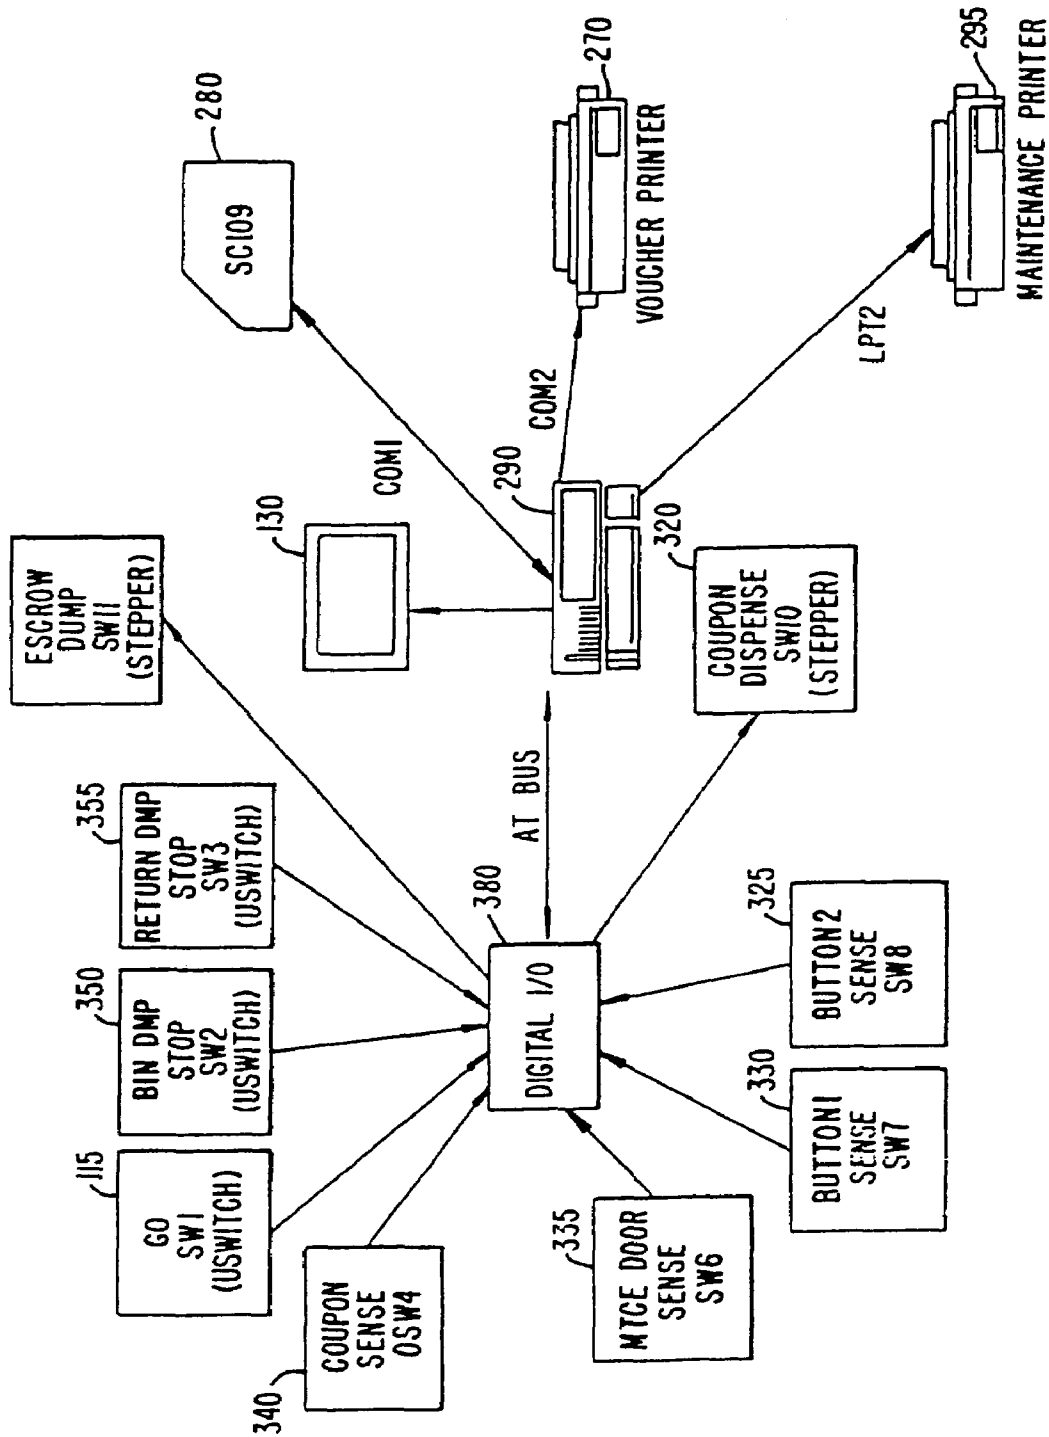 GO
SW1
(USWITCH)
115
BIN DMP
STOP
SW2
(USWITCH)
350
RETURN DMP
STOP
SW3
(USWITCH)
355
ESCROW
DUMP
SW11
(STEPPER)
COUPON
SENSE
OSW4
340
130
COM1
SC109
280
DIGITAL I/O
380
AT BUS
290
COM2
270
VOUCHER PRINTER
MTCE DOOR
SENSE
SW6
335
BUTTON1
SENSE
SW7
330
BUTTON2
SENSE
SW8
325
COUPON
DISPENSE
SW10
(STEPPER)
320
LPT2
295
MAINTENANCE PRINTER